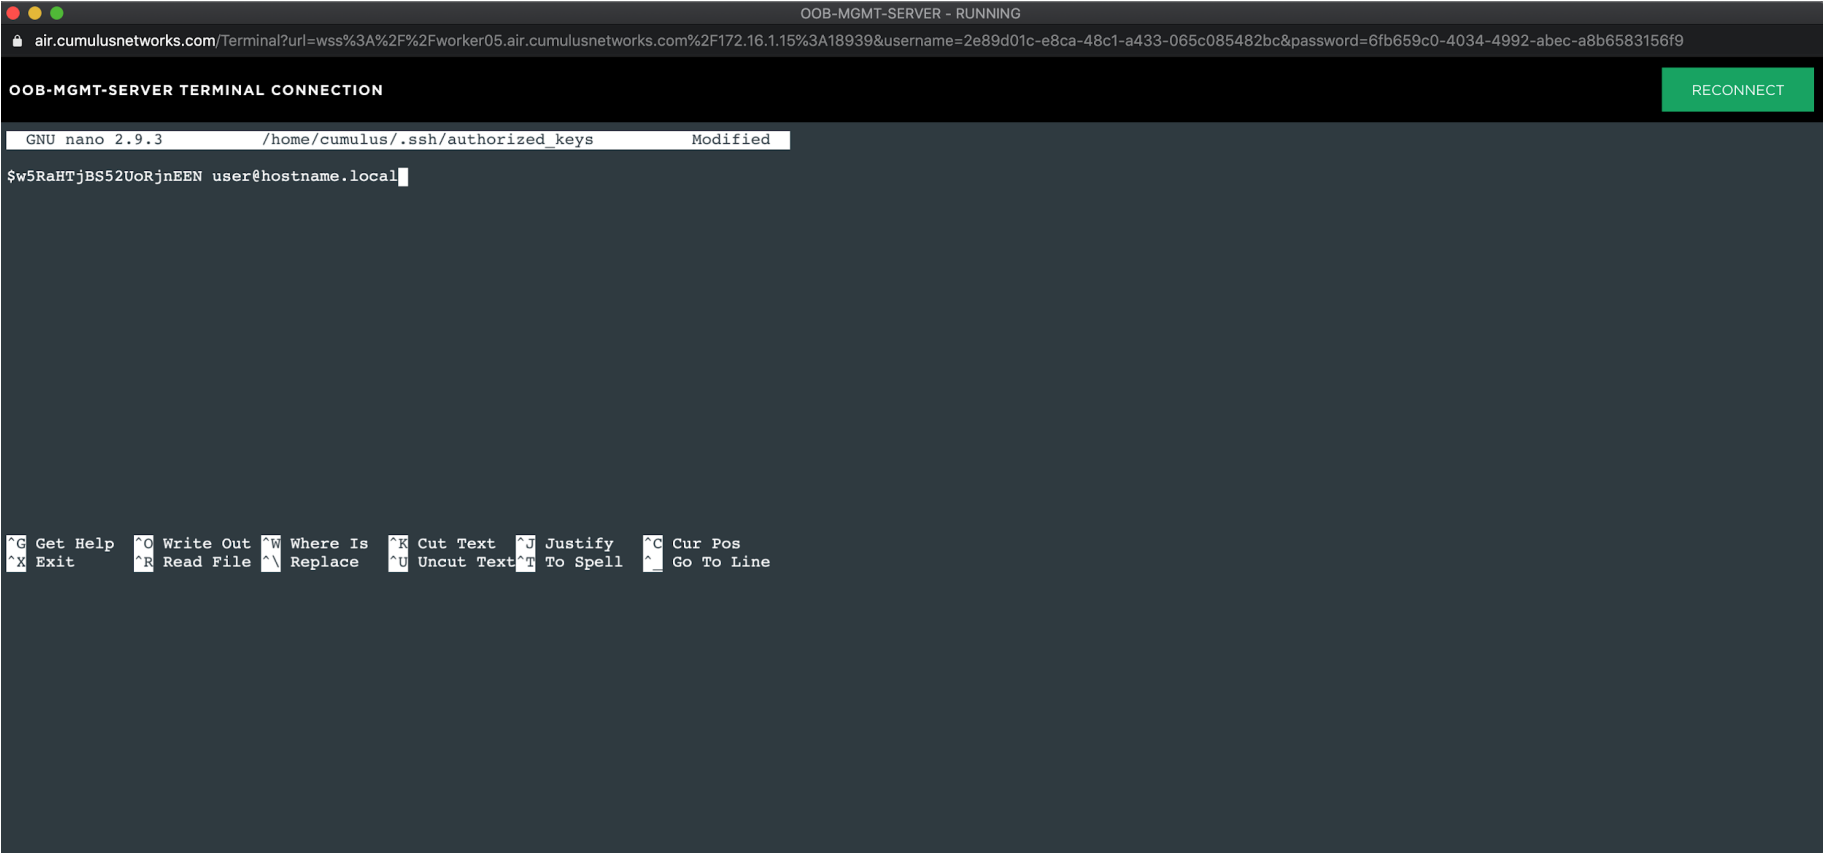 OOB-MGMT-SERVER - RUNNING
air.cumulusnetworks.com/Terminal?url=wss%3A%2F%2Fworker05.air.cumulusnetworks.com%2F172.16.1.15%3A18939&username=2e89d01c-e8ca-48c1-a433-065c085482bc&password=6fb659c0-4034-4992-abec-a8b6583156f9
OOB-MGMT-SERVER TERMINAL CONNECTION
RECONNECT
GNU nano 2.9.3 /home/cumulus/.ssh/authorized_keys Modified
$w5RaHTjBS52UoRjnEEN user@hostname.local
^G Get Help ^O Write Out ^W Where Is ^K Cut Text ^J Justify ^C Cur Pos
^X Exit ^R Read File ^\ Replace ^U Uncut Text ^T To Spell ^_ Go To Line